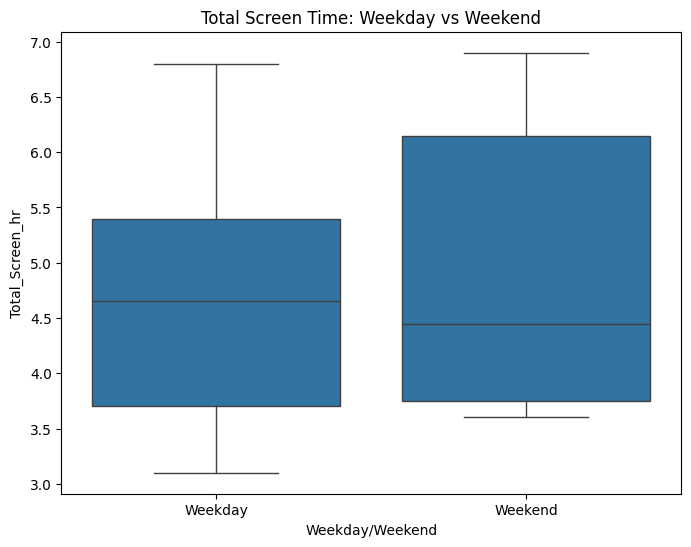 Total Screen Time: Weekday vs Weekend
7.0
6.5
6.0
5.5
5.0
4.5
4.0
3.5
3.0
Total_Screen_hr
Weekday
Weekend
Weekday/Weekend